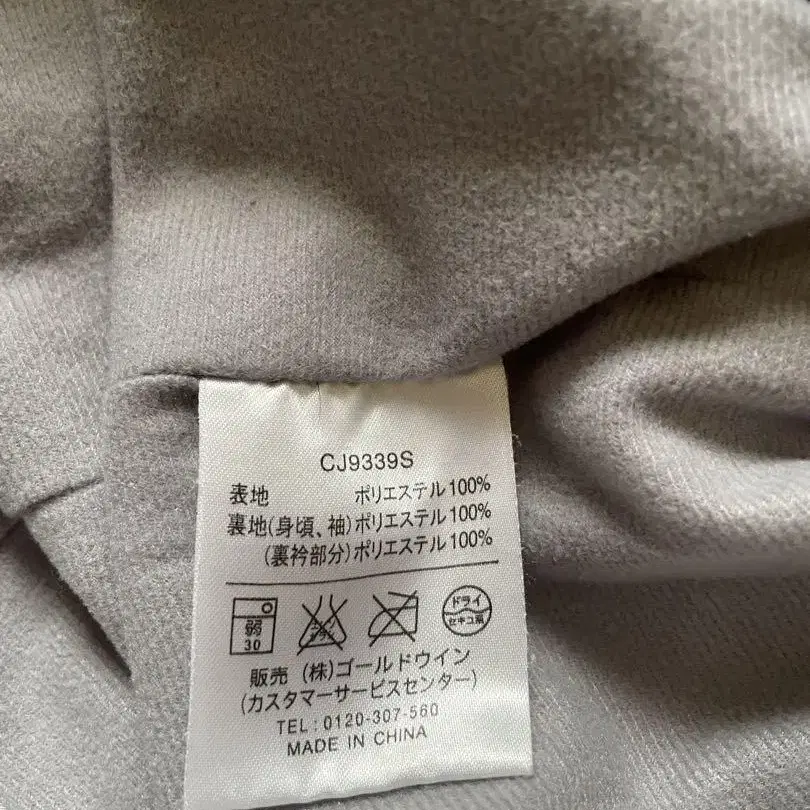 CJ9339S
表地 ポリエステル100%
裏地(身頃、袖)ポリエステル100%
(裏衿部分)ポリエステル100%
弱
30
ドライ
セキユ系
販売 (株)ゴールドウイン
(カスタマーサービスセンター)
TEL:0120-307-560
MADE IN CHINA